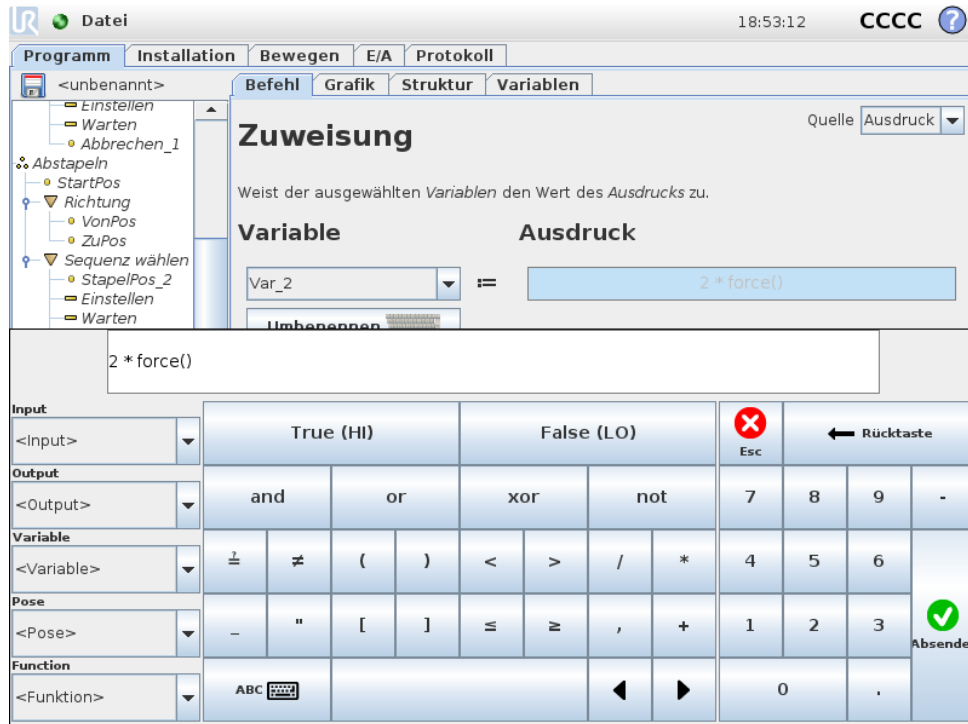 UR Datei 18:53:12 CCCC ?
Programm Installation Bewegen E/A Protokoll
<unbenannt> Befehl Grafik Struktur Variablen
Einstellen
Warten
Abbrechen_1
Abstapeln
StartPos
Richtung
VonPos
ZuPos
Sequenz wählen
StapelPos_2
Einstellen
Warten
Zuweisung Quelle Ausdruck
Weist der ausgewählten Variablen den Wert des Ausdrucks zu.
Variable Ausdruck
Var_2 := 2 * force()
Umbenennen
2 * force()
Input
<Input> True (HI) False (LO) Esc Rücktaste
Output
<Output> and or xor not 7 8 9 -
Variable
<Variable> ≟ ≠ ( ) < > / * 4 5 6
Pose
<Pose> _ " [ ] ≤ ≥ , + 1 2 3 Absende
Function
<Funktion> ABC 0 .